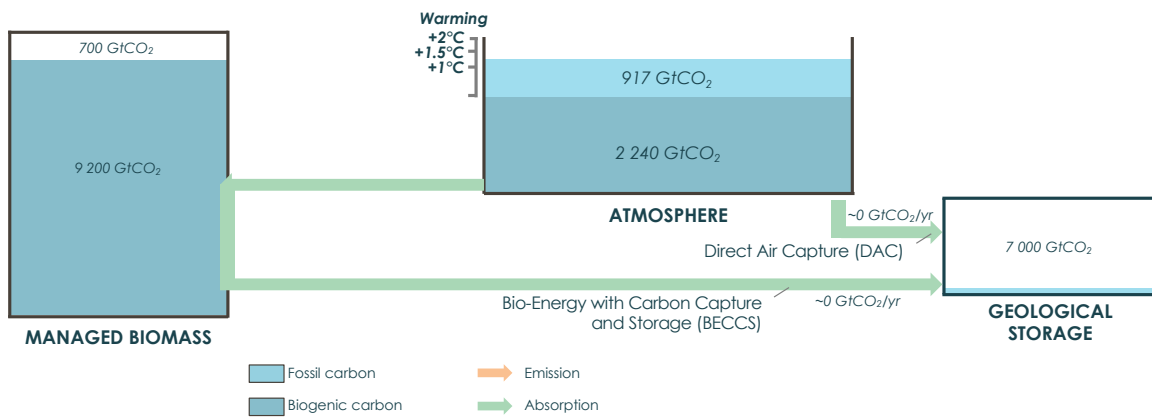 Warming
+2°C
+1.5°C
+1°C
700 GtCO₂
917 GtCO₂
9 200 GtCO₂
2 240 GtCO₂
ATMOSPHERE
~0 GtCO₂/yr
Direct Air Capture (DAC)
7 000 GtCO₂
Bio-Energy with Carbon Capture
and Storage (BECCS)
~0 GtCO₂/yr
MANAGED BIOMASS
GEOLOGICAL
STORAGE
Fossil carbon
Emission
Biogenic carbon
Absorption